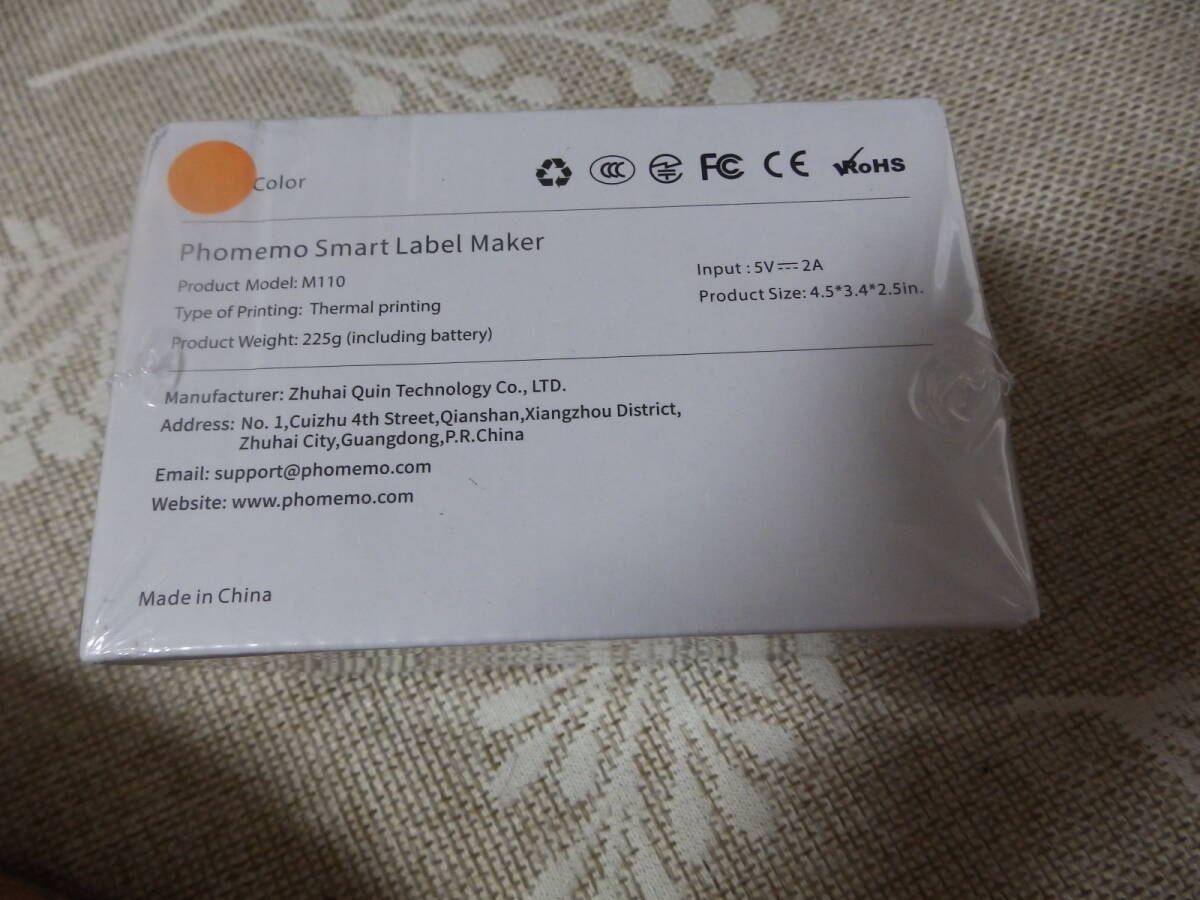 Color
CCC FC CE RoHS
Phomemo Smart Label Maker
Product Model: M110
Input : 5V⎓2A
Type of Printing: Thermal printing
Product Size: 4.5*3.4*2.5in.
Product Weight: 225g (including battery)
Manufacturer: Zhuhai Quin Technology Co., LTD.
Address: No. 1,Cuizhu 4th Street,Qianshan,Xiangzhou District,
Zhuhai City,Guangdong,P.R.China
Email: support@phomemo.com
Website: www.phomemo.com
Made in China